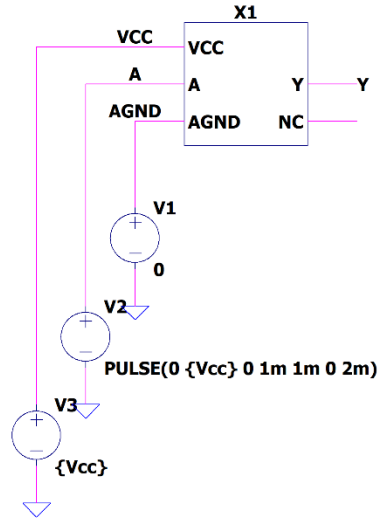 X1
VCC
VCC
A
A
Y
Y
AGND
AGND
NC
V1
0
V2
PULSE(0 {Vcc} 0 1m 1m 0 2m)
V3
{Vcc}